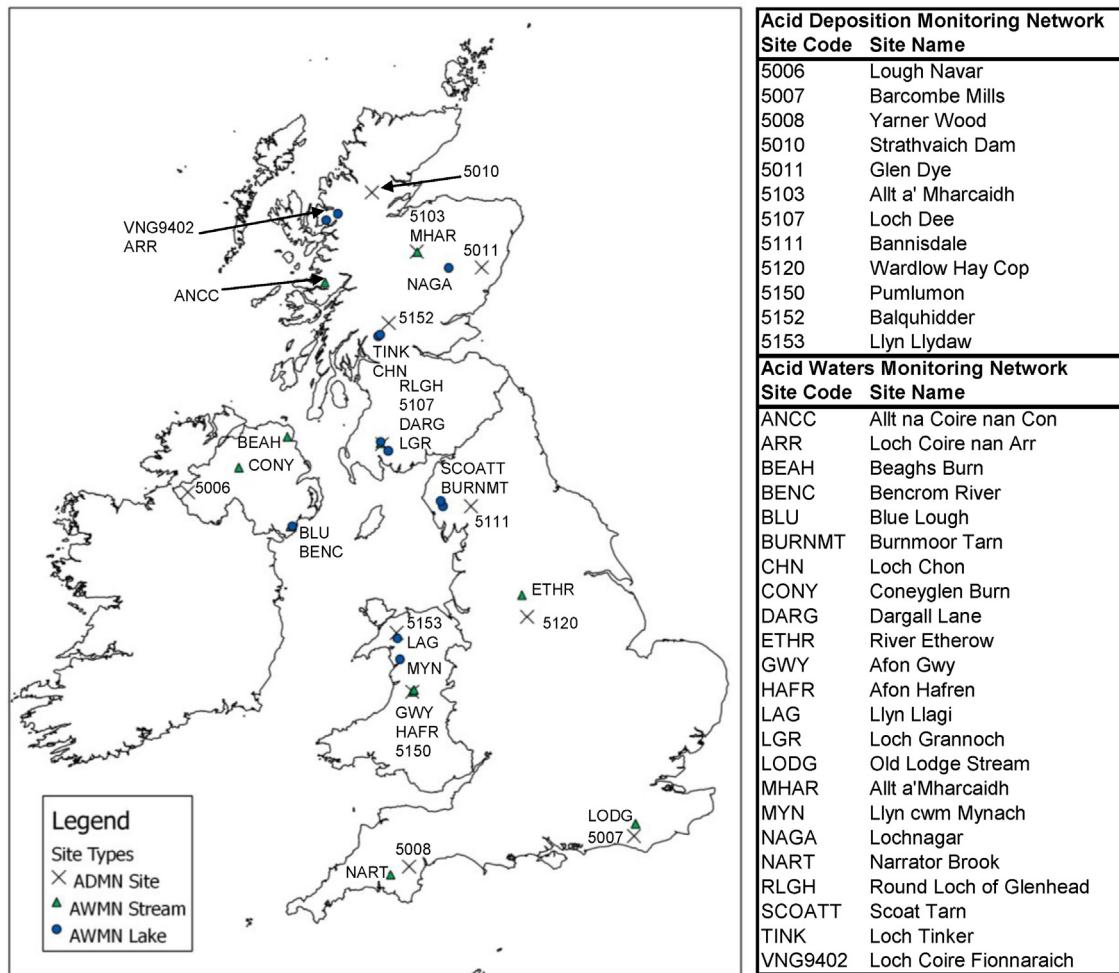 5010
VNG9402
ARR
5103
MHAR
5011
NAGA
ANCC
5152
TINK
CHN
RLGH
5107
DARG
LGR
BEAH
CONY
5006
SCOATT
BURNMT
5111
BLU
BENC
ETHR
5120
5153
LAG
MYN
GWY
HAFR
5150
LODG
5007
5008
NART
Legend
Site Types
ADMN Site
AWMN Stream
AWMN Lake
Acid Deposition Monitoring Network
Site Code Site Name
5006 Lough Navar
5007 Barcombe Mills
5008 Yarner Wood
5010 Strathvaich Dam
5011 Glen Dye
5103 Allt a' Mharcaidh
5107 Loch Dee
5111 Bannisdale
5120 Wardlow Hay Cop
5150 Pumlumon
5152 Balquhidder
5153 Llyn Llydaw
Acid Waters Monitoring Network
Site Code Site Name
ANCC Allt na Coire nan Con
ARR Loch Coire nan Arr
BEAH Beaghs Burn
BENC Bencrom River
BLU Blue Lough
BURNMT Burnmoor Tarn
CHN Loch Chon
CONY Coneyglen Burn
DARG Dargall Lane
ETHR River Etherow
GWY Afon Gwy
HAFR Afon Hafren
LAG Llyn Llagi
LGR Loch Grannoch
LODG Old Lodge Stream
MHAR Allt a'Mharcaidh
MYN Llyn cwm Mynach
NAGA Lochnagar
NART Narrator Brook
RLGH Round Loch of Glenhead
SCOATT Scoat Tarn
TINK Loch Tinker
VNG9402 Loch Coire Fionnaraich